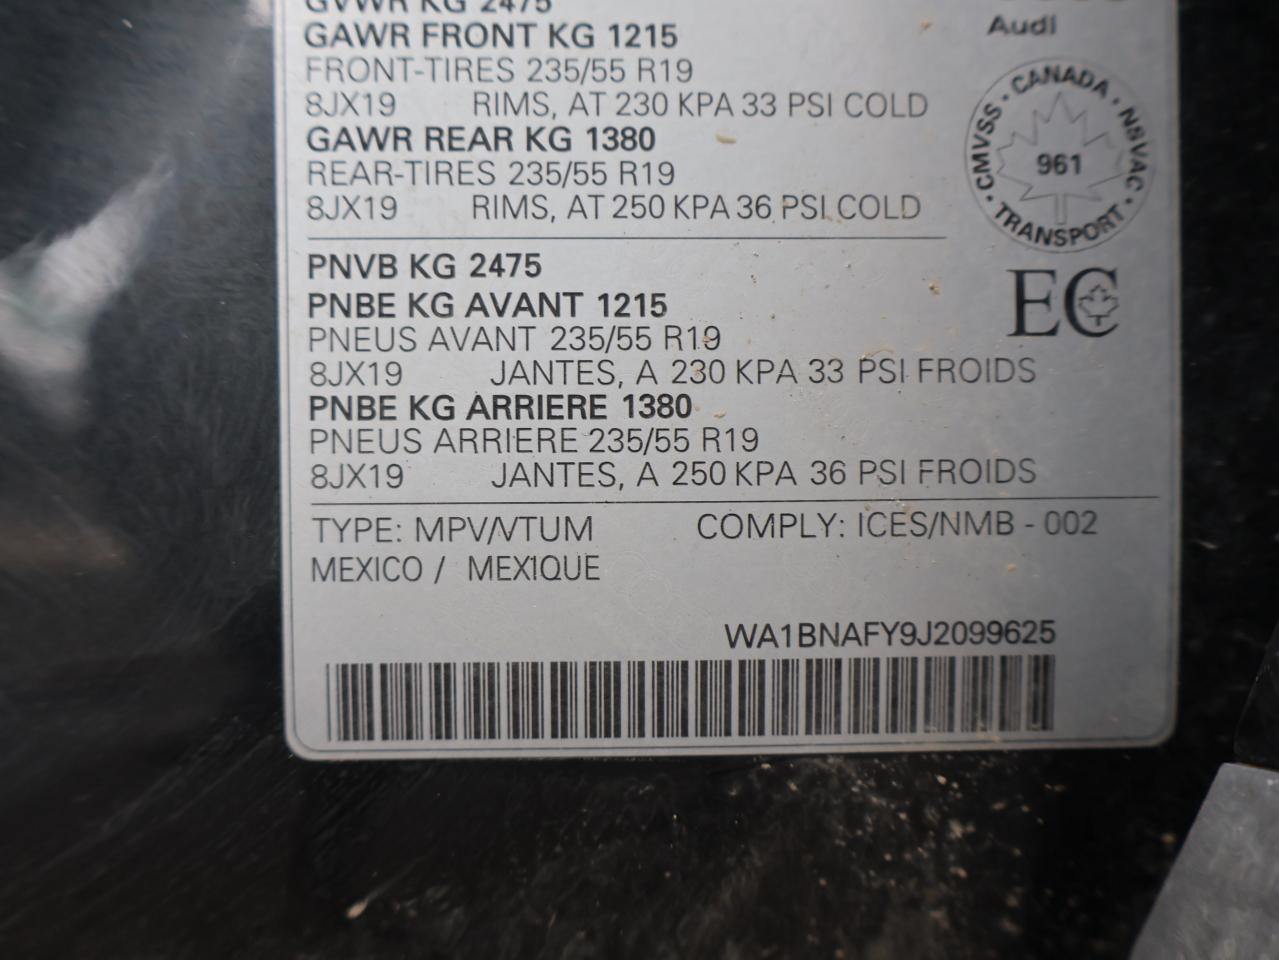 GVWR KG 2475
Audi
GAWR FRONT KG 1215
FRONT-TIRES 235/55 R19
8JX19 RIMS, AT 230 KPA 33 PSI COLD
GAWR REAR KG 1380
REAR-TIRES 235/55 R19
8JX19 RIMS, AT 250 KPA 36 PSI COLD
CMVSS · CANADA · NSVAC · TRANSPORT ·
961
PNVB KG 2475
EC
PNBE KG AVANT 1215
PNEUS AVANT 235/55 R19
8JX19 JANTES, A 230 KPA 33 PSI FROIDS
PNBE KG ARRIERE 1380
PNEUS ARRIERE 235/55 R19
8JX19 JANTES, A 250 KPA 36 PSI FROIDS
TYPE: MPV/VTUM COMPLY: ICES/NMB - 002
MEXICO / MEXIQUE
WA1BNAFY9J2099625